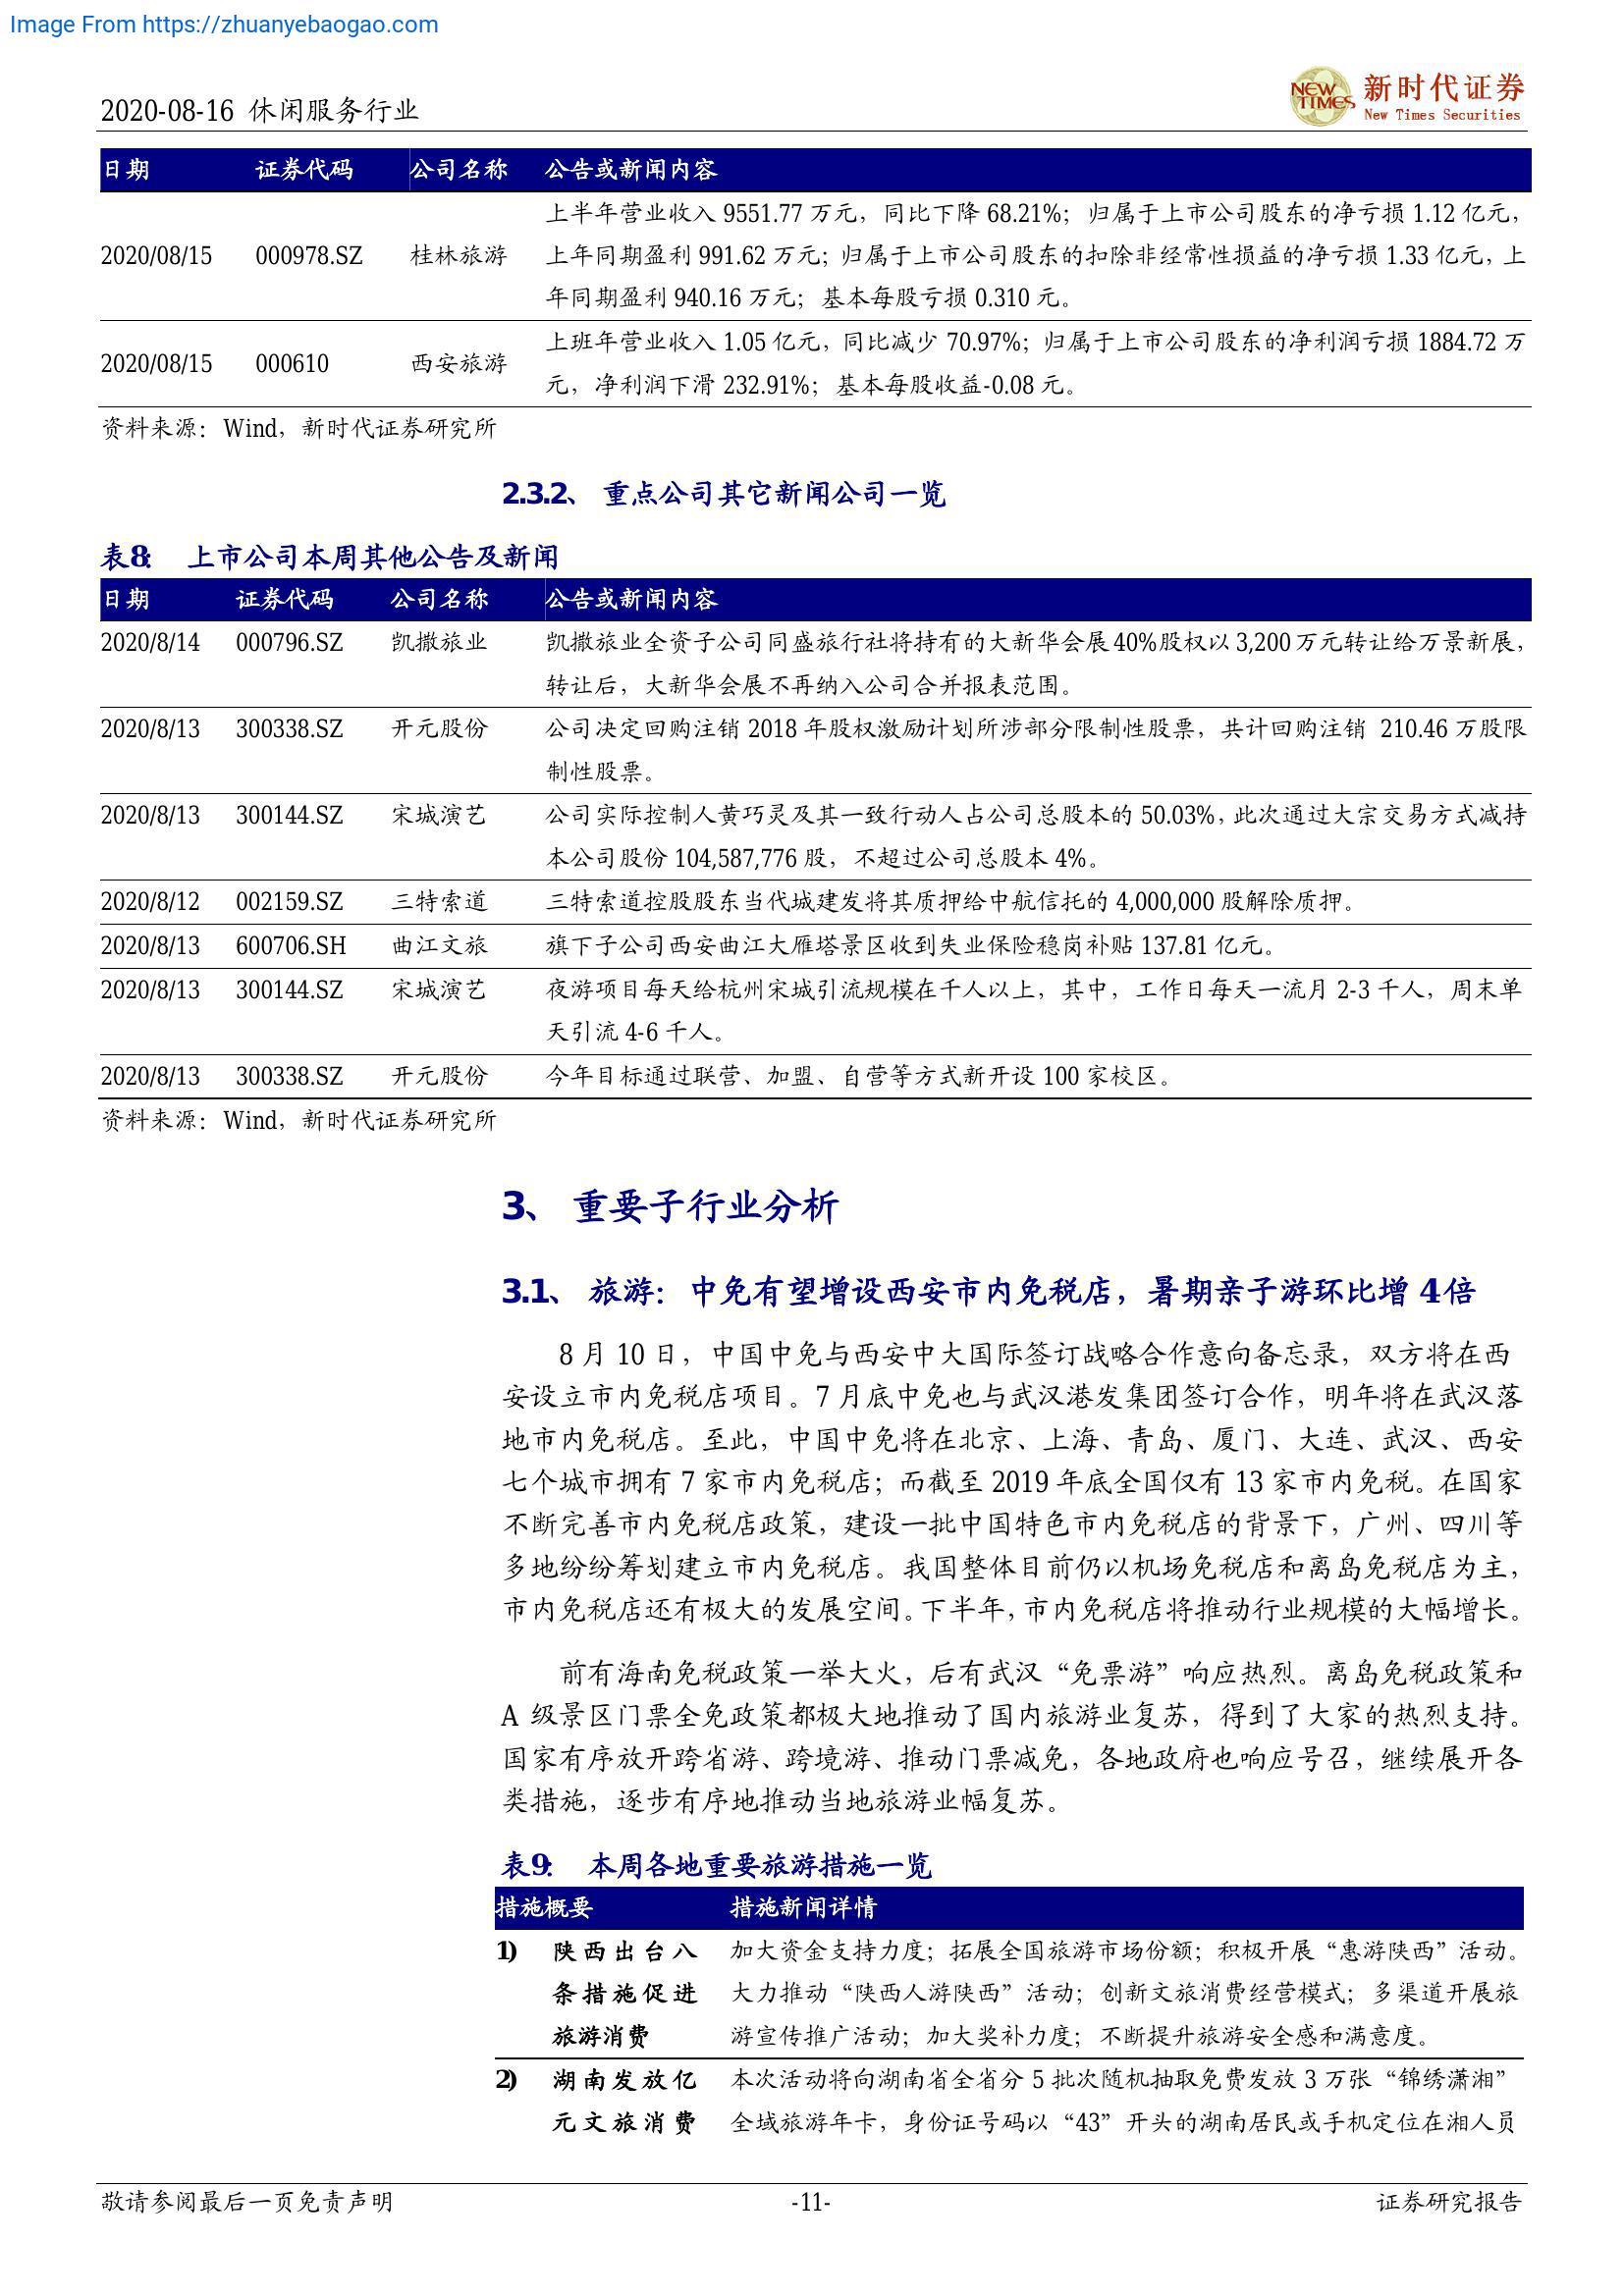 Image From https://zhuanyebaogao.com
2020-08-16 休闲服务行业
NEW TIMES
新时代证券
New Times Securities
日期 证券代码 公司名称 公告或新闻内容
上半年营业收入 9551.77 万元，同比下降 68.21%；归属于上市公司股东的净亏损 1.12 亿元，
2020/08/15 000978.SZ 桂林旅游 上年同期盈利 991.62 万元；归属于上市公司股东的扣除非经常性损益的净亏损 1.33 亿元，上
年同期盈利 940.16 万元；基本每股亏损 0.310 元。
上班年营业收入 1.05 亿元，同比减少 70.97%；归属于上市公司股东的净利润亏损 1884.72 万
2020/08/15 000610 西安旅游
元，净利润下滑 232.91%；基本每股收益-0.08 元。
资料来源：Wind，新时代证券研究所
2.3.2、 重点公司其它新闻公司一览
表8： 上市公司本周其他公告及新闻
日期 证券代码 公司名称 公告或新闻内容
2020/8/14 000796.SZ 凯撒旅业 凯撒旅业全资子公司同盛旅行社将持有的大新华会展40%股权以3,200万元转让给万景新展，
转让后，大新华会展不再纳入公司合并报表范围。
2020/8/13 300338.SZ 开元股份 公司决定回购注销 2018 年股权激励计划所涉部分限制性股票，共计回购注销 210.46 万股限
制性股票。
2020/8/13 300144.SZ 宋城演艺 公司实际控制人黄巧灵及其一致行动人占公司总股本的 50.03%，此次通过大宗交易方式减持
本公司股份 104,587,776 股，不超过公司总股本 4%。
2020/8/12 002159.SZ 三特索道 三特索道控股股东当代城建发将其质押给中航信托的 4,000,000 股解除质押。
2020/8/13 600706.SH 曲江文旅 旗下子公司西安曲江大雁塔景区收到失业保险稳岗补贴 137.81 亿元。
2020/8/13 300144.SZ 宋城演艺 夜游项目每天给杭州宋城引流规模在千人以上，其中，工作日每天一流月 2-3 千人，周末单
天引流 4-6 千人。
2020/8/13 300338.SZ 开元股份 今年目标通过联营、加盟、自营等方式新开设 100 家校区。
资料来源：Wind，新时代证券研究所
3、 重要子行业分析
3.1、 旅游：中免有望增设西安市内免税店，暑期亲子游环比增 4倍
8 月 10 日，中国中免与西安中大国际签订战略合作意向备忘录，双方将在西
安设立市内免税店项目。7 月底中免也与武汉港发集团签订合作，明年将在武汉落
地市内免税店。至此，中国中免将在北京、上海、青岛、厦门、大连、武汉、西安
七个城市拥有 7 家市内免税店；而截至 2019 年底全国仅有 13 家市内免税。在国家
不断完善市内免税店政策，建设一批中国特色市内免税店的背景下，广州、四川等
多地纷纷筹划建立市内免税店。我国整体目前仍以机场免税店和离岛免税店为主，
市内免税店还有极大的发展空间。下半年，市内免税店将推动行业规模的大幅增长。
前有海南免税政策一举大火，后有武汉“免票游”响应热烈。离岛免税政策和
A 级景区门票全免政策都极大地推动了国内旅游业复苏，得到了大家的热烈支持。
国家有序放开跨省游、跨境游、推动门票减免，各地政府也响应号召，继续展开各
类措施，逐步有序地推动当地旅游业幅复苏。
表9： 本周各地重要旅游措施一览
措施概要 措施新闻详情
1) 陕西出台八 加大资金支持力度；拓展全国旅游市场份额；积极开展“惠游陕西”活动。
条措施促进 大力推动“陕西人游陕西”活动；创新文旅消费经营模式；多渠道开展旅
旅游消费 游宣传推广活动；加大奖补力度；不断提升旅游安全感和满意度。
2) 湖南发放亿 本次活动将向湖南省全省分 5 批次随机抽取免费发放 3 万张“锦绣潇湘”
元文旅消费 全域旅游年卡，身份证号码以“43”开头的湖南居民或手机定位在湘人员
敬请参阅最后一页免责声明 -11- 证券研究报告